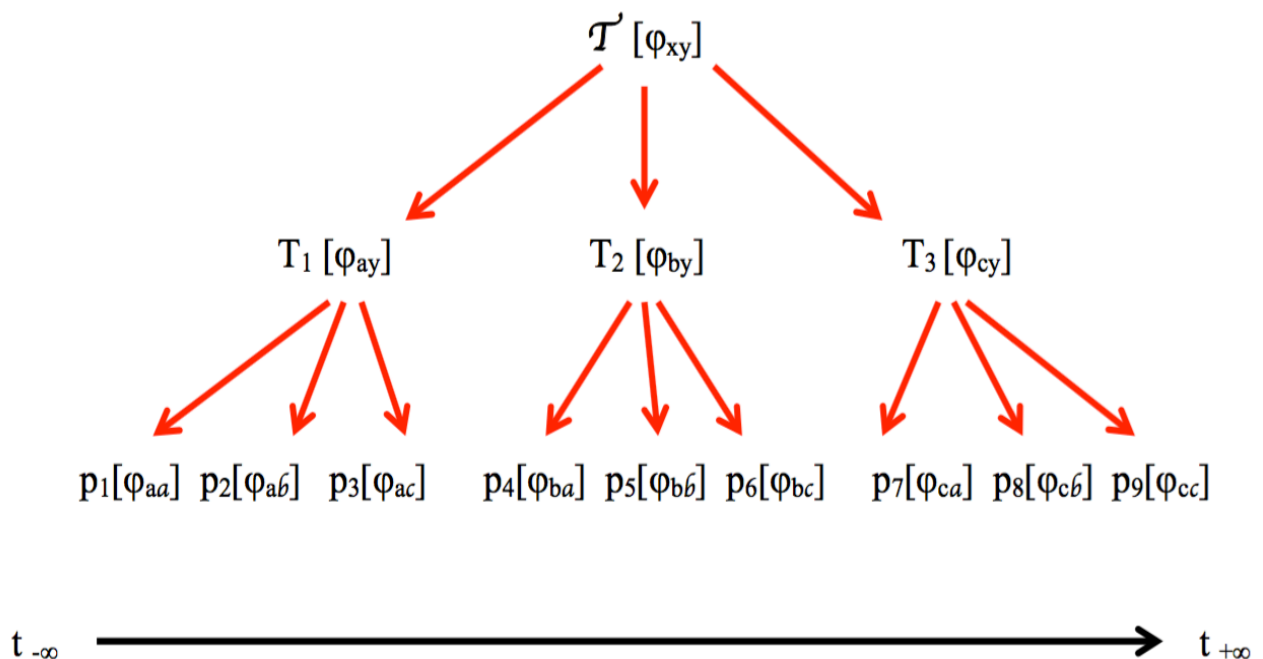 𝒯 [φxy]
T1 [φay] T2 [φby] T3 [φcy]
p1[φaa] p2[φab] p3[φac] p4[φba] p5[φbb] p6[φbc] p7[φca] p8[φcb] p9[φcc]
t -∞ t +∞